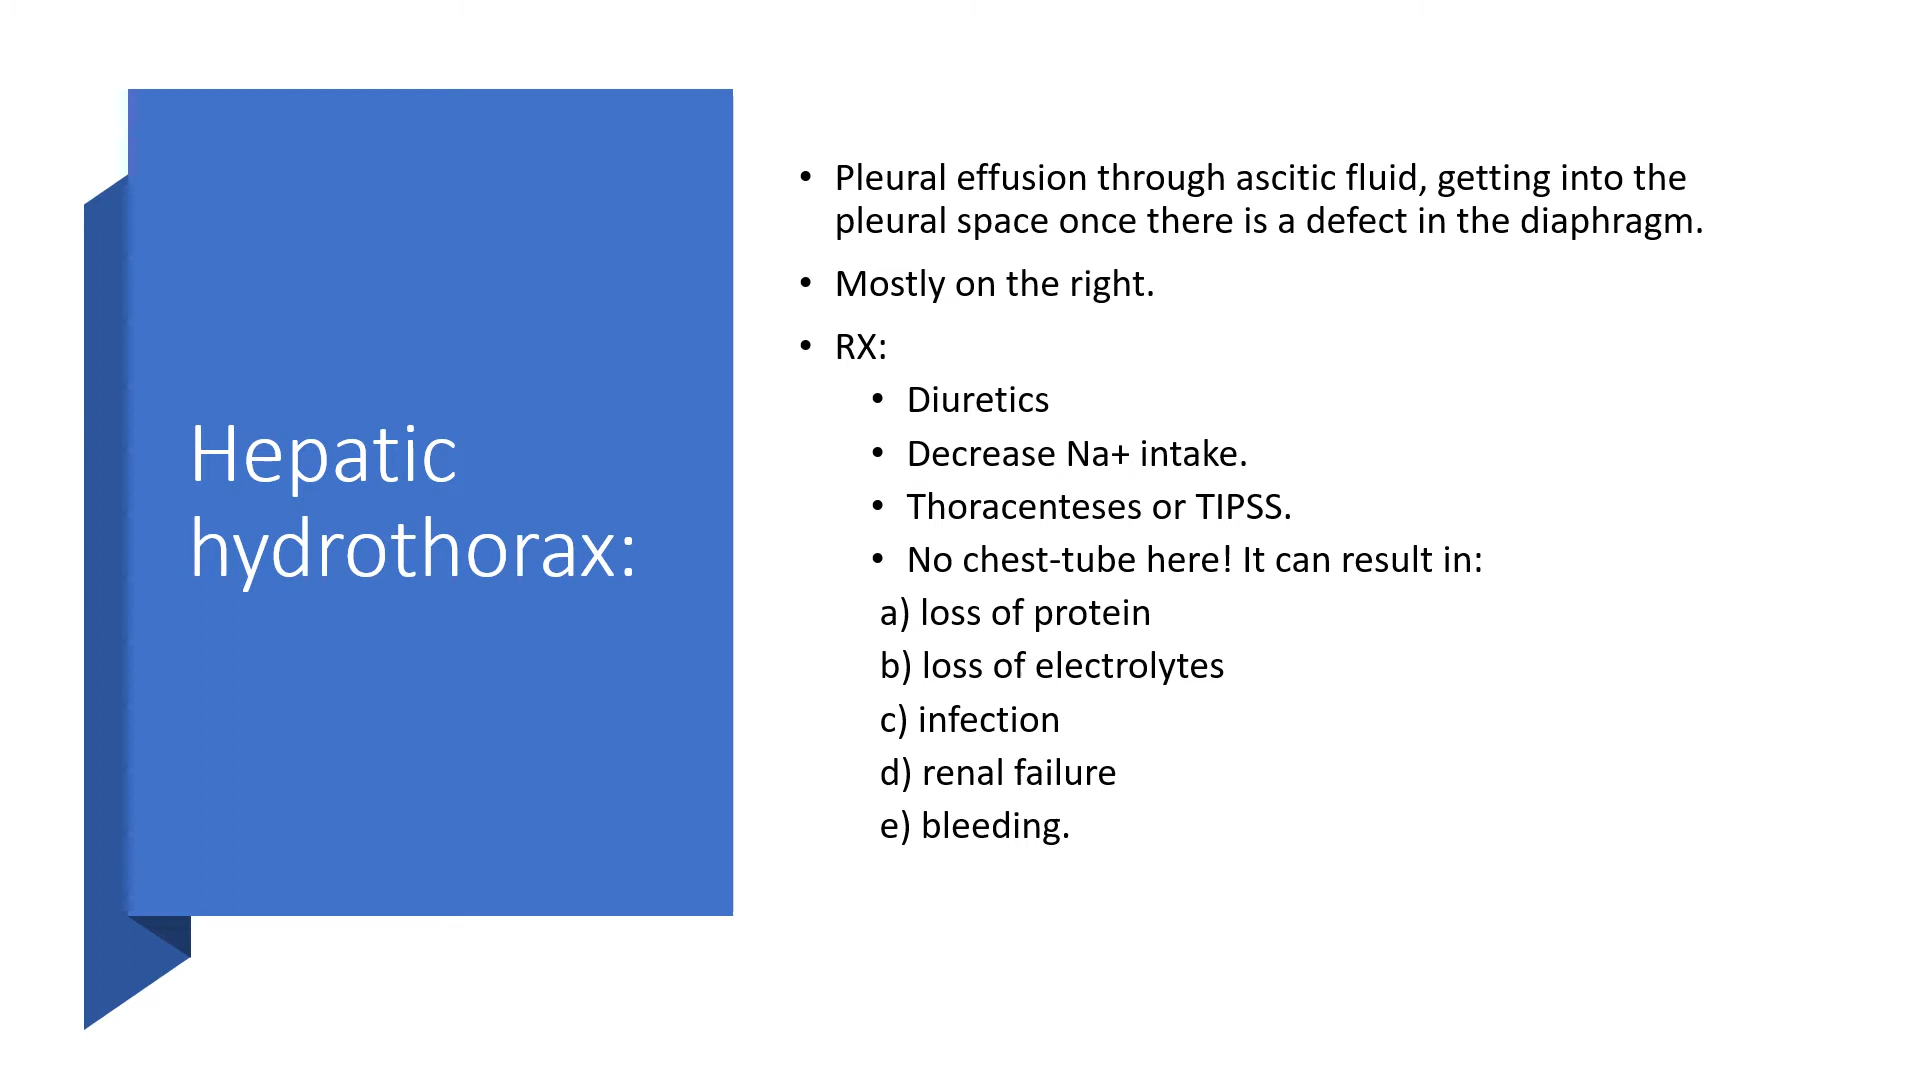 Hepatic
hydrothorax:
• Pleural effusion through ascitic fluid, getting into the
pleural space once there is a defect in the diaphragm.
• Mostly on the right.
• RX:
• Diuretics
• Decrease Na+ intake.
• Thoracenteses or TIPSS.
• No chest-tube here! It can result in:
a) loss of protein
b) loss of electrolytes
c) infection
d) renal failure
e) bleeding.